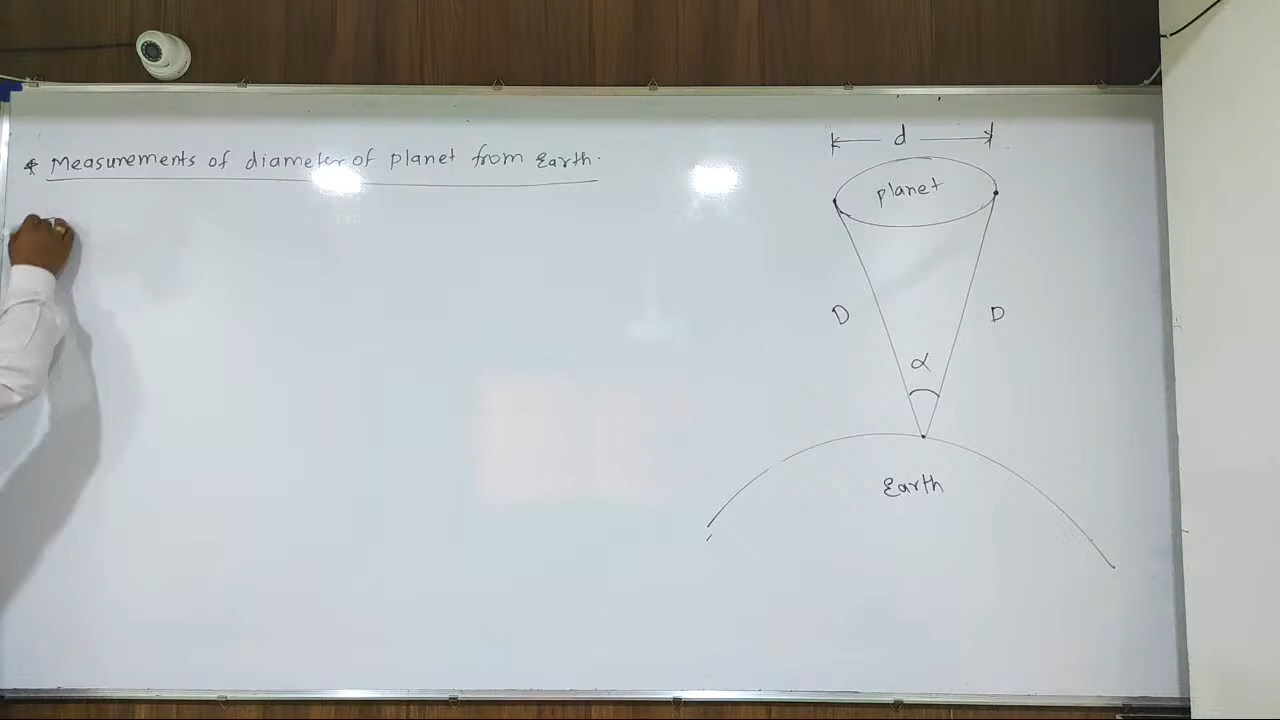 * Measurements of diameter of planet from Earth.
d
planet
D
D
α
Earth